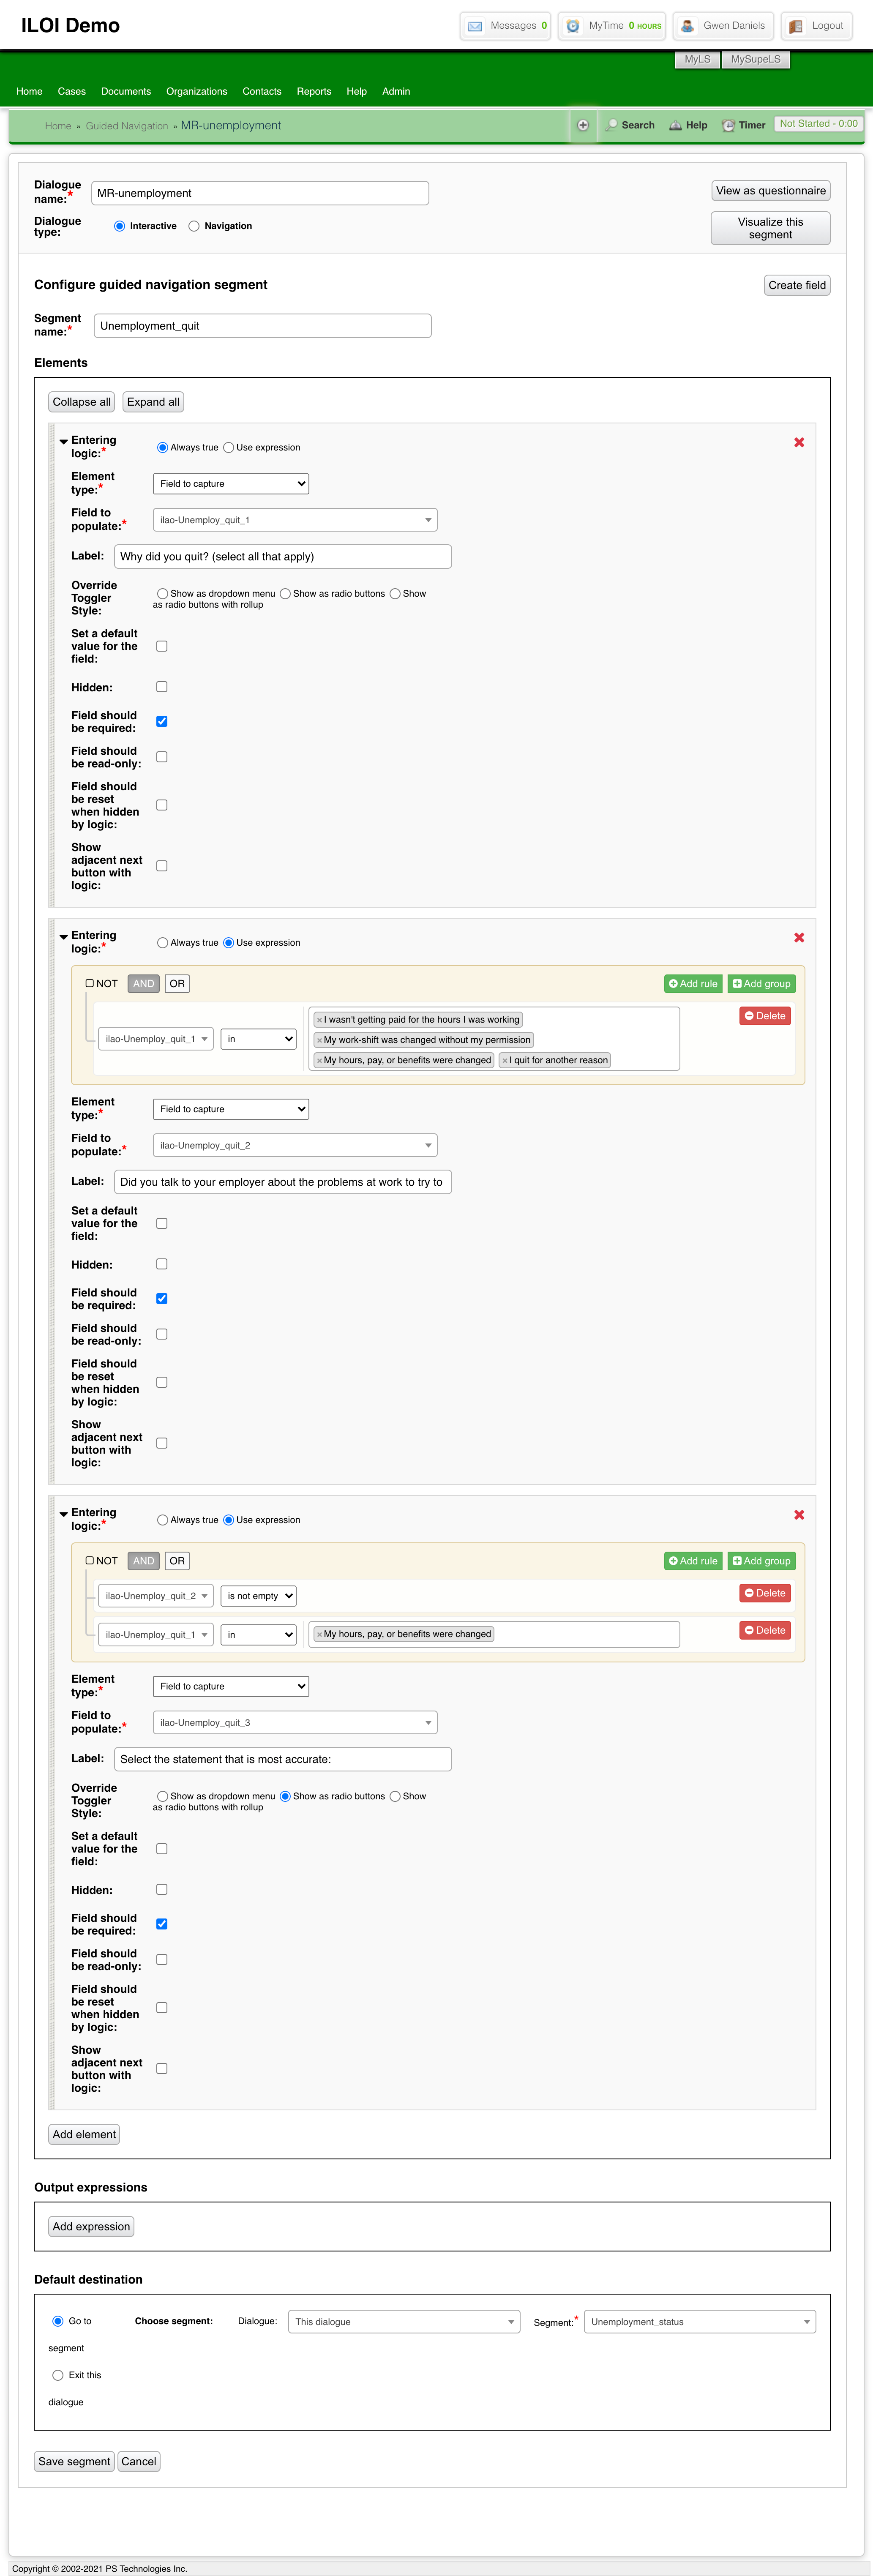 ILOI Demo
Messages 0
MyTime 0 HOURS
Gwen Daniels
Logout
MyLS
MySupeLS
Home Cases Documents Organizations Contacts Reports Help Admin
Home » Guided Navigation » MR-unemployment
Search
Help
Timer
Not Started - 0:00
Dialogue
name:*
MR-unemployment
View as questionnaire
Dialogue
type:
Interactive
Navigation
Visualize this
segment
Configure guided navigation segment
Create field
Segment
name:*
Unemployment_quit
Elements
Collapse all
Expand all
Entering
logic:*
Always true
Use expression
Element
type:*
Field to capture
Field to
populate:*
ilao-Unemploy_quit_1
Label:
Why did you quit? (select all that apply)
Override
Toggler
Style:
Show as dropdown menu Show as radio buttons Show
as radio buttons with rollup
Set a default
value for the
field:
Hidden:
Field should
be required:
Field should
be read-only:
Field should
be reset
when hidden
by logic:
Show
adjacent next
button with
logic:
Entering
logic:*
Always true
Use expression
NOT AND OR
Add rule
Add group
ilao-Unemploy_quit_1
in
×I wasn't getting paid for the hours I was working
×My work-shift was changed without my permission
×My hours, pay, or benefits were changed ×I quit for another reason
Delete
Element
type:*
Field to capture
Field to
populate:*
ilao-Unemploy_quit_2
Label:
Did you talk to your employer about the problems at work to try to
Set a default
value for the
field:
Hidden:
Field should
be required:
Field should
be read-only:
Field should
be reset
when hidden
by logic:
Show
adjacent next
button with
logic:
Entering
logic:*
Always true
Use expression
NOT AND OR
Add rule
Add group
ilao-Unemploy_quit_2
is not empty
Delete
ilao-Unemploy_quit_1
in
×My hours, pay, or benefits were changed
Delete
Element
type:*
Field to capture
Field to
populate:*
ilao-Unemploy_quit_3
Label:
Select the statement that is most accurate:
Override
Toggler
Style:
Show as dropdown menu Show as radio buttons Show
as radio buttons with rollup
Set a default
value for the
field:
Hidden:
Field should
be required:
Field should
be read-only:
Field should
be reset
when hidden
by logic:
Show
adjacent next
button with
logic:
Add element
Output expressions
Add expression
Default destination
Go to
segment
Choose segment:
Dialogue:
This dialogue
Segment:*
Unemployment_status
Exit this
dialogue
Save segment
Cancel
Copyright © 2002-2021 PS Technologies Inc.